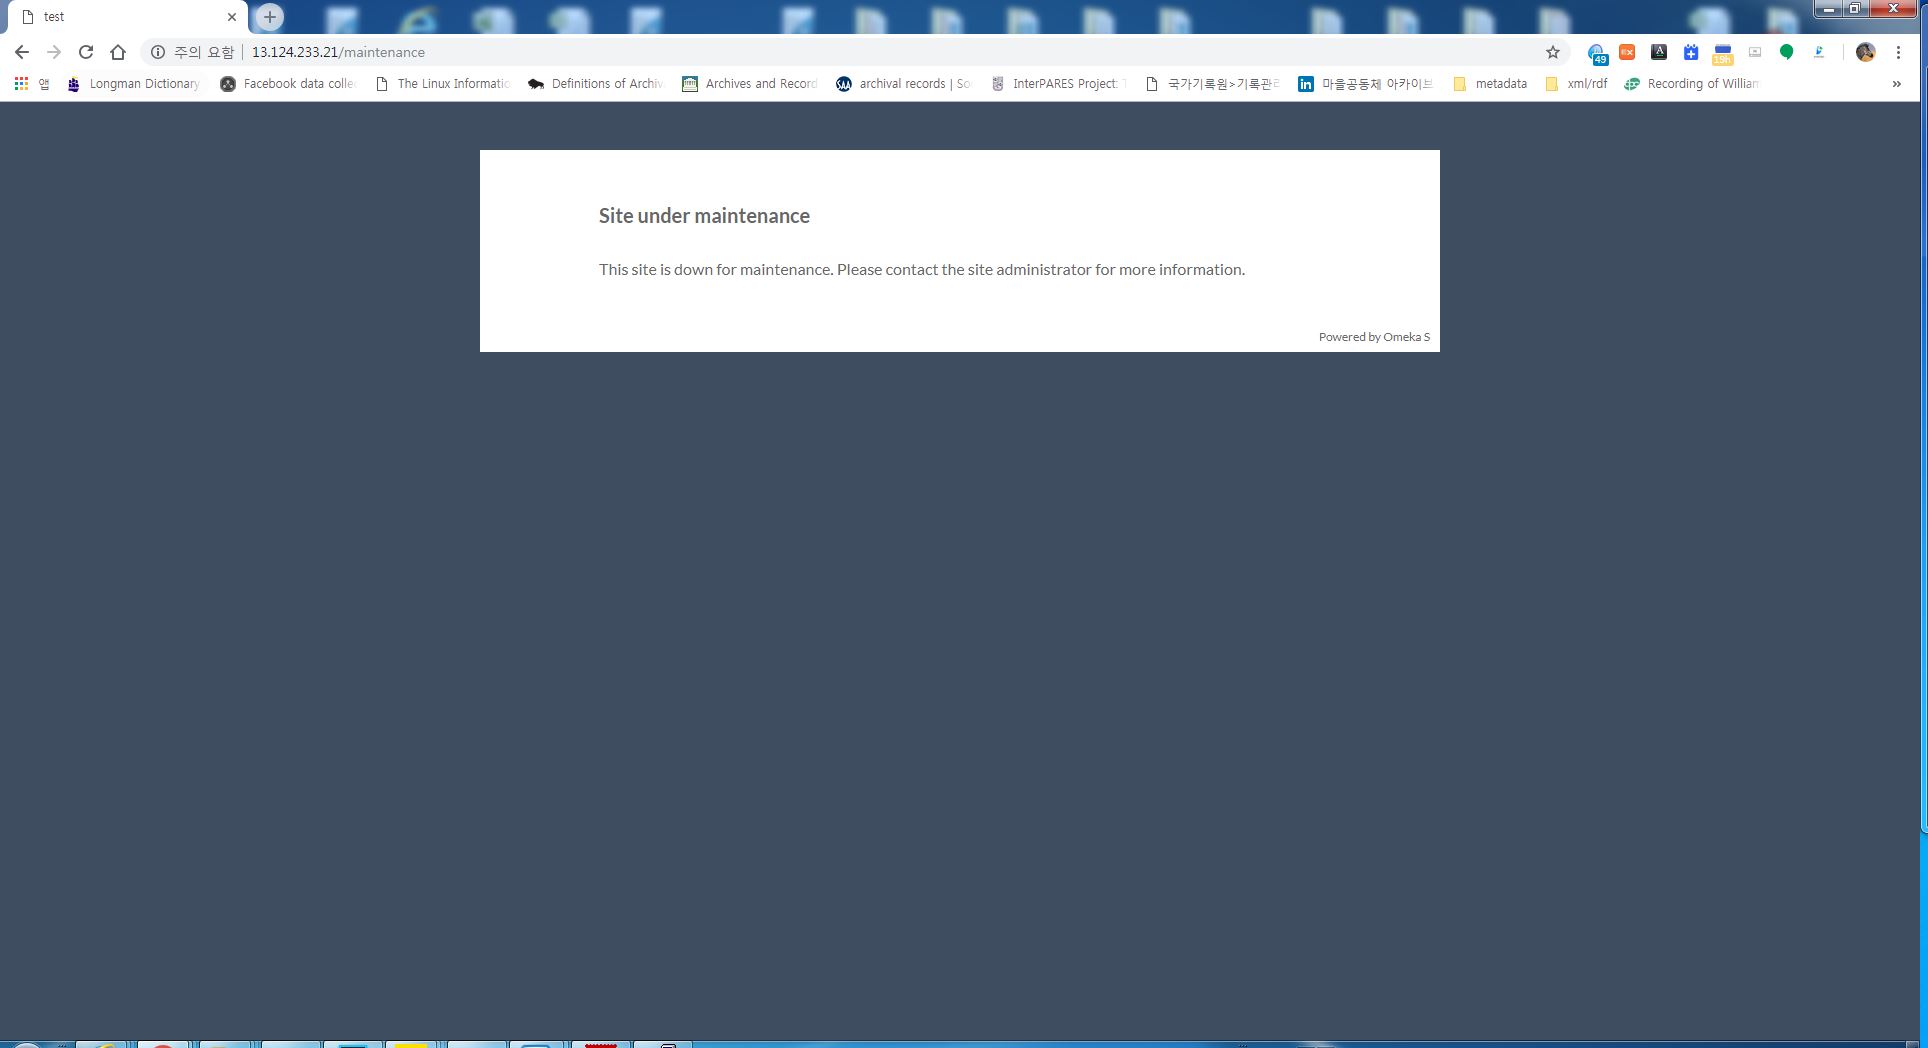 test
주의 요함
13.124.233.21/maintenance
49
EX
A
19h
앱
Longman Dictionary
Facebook data colle
The Linux Informatio
Definitions of Archiv
Archives and Record
archival records | So
InterPARES Project: T
국가기록원>기록관리
마을공동체 아카이브
metadata
xml/rdf
Recording of William
Site under maintenance
This site is down for maintenance. Please contact the site administrator for more information.
Powered by Omeka S